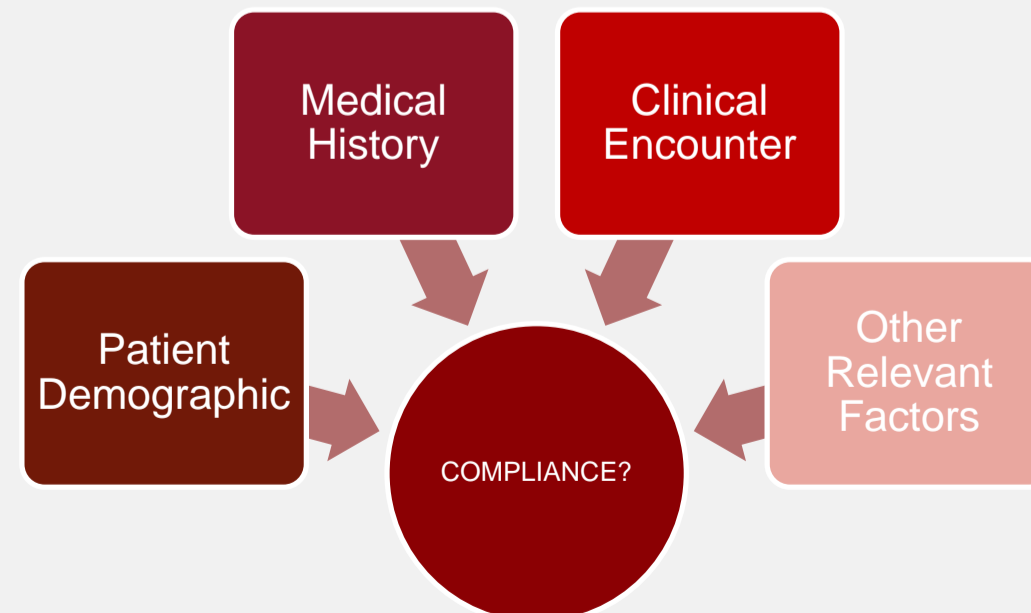 Medical
History
Clinical
Encounter
Patient
Demographic
Other
Relevant
Factors
COMPLIANCE?